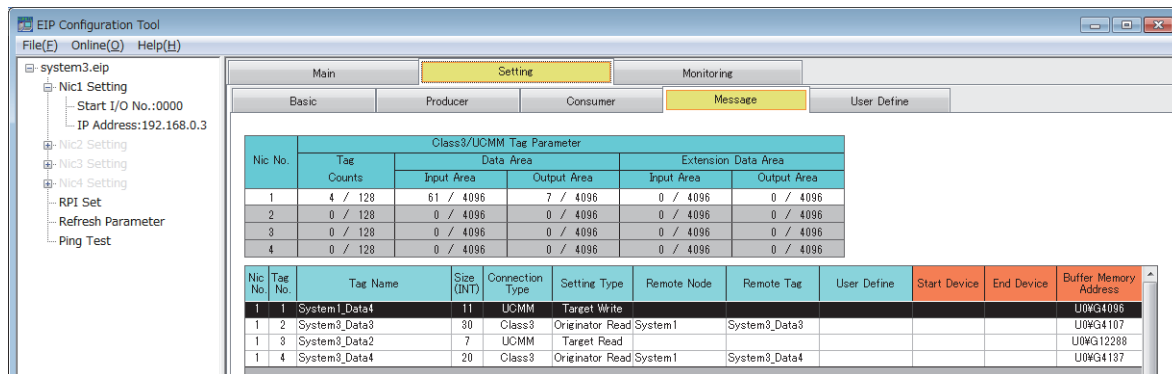 EIP Configuration Tool
File(F) Online(O) Help(H)
system3.eip
Nic1 Setting
Start I/O No.:0000
IP Address:192.168.0.3
Nic2 Setting
Nic3 Setting
Nic4 Setting
RPI Set
Refresh Parameter
Ping Test
Main Setting Monitoring
Basic Producer Consumer Message User Define
Class3/UCMM Tag Parameter
Nic No. Tag Counts Data Area Extension Data Area
Input Area Output Area Input Area Output Area
1 4 / 128 61 / 4096 7 / 4096 0 / 4096 0 / 4096
2 0 / 128 0 / 4096 0 / 4096 0 / 4096 0 / 4096
3 0 / 128 0 / 4096 0 / 4096 0 / 4096 0 / 4096
4 0 / 128 0 / 4096 0 / 4096 0 / 4096 0 / 4096
Nic No. Tag No. Tag Name Size (INT) Connection Type Setting Type Remote Node Remote Tag User Define Start Device End Device Buffer Memory Address
1 1 System1_Data4 11 UCMM Target Write U0¥G4096
1 2 System3_Data3 30 Class3 Originator Read System1 System3_Data3 U0¥G4107
1 3 System3_Data2 7 UCMM Target Read U0¥G12288
1 4 System3_Data4 20 Class3 Originator Read System1 System3_Data4 U0¥G4137